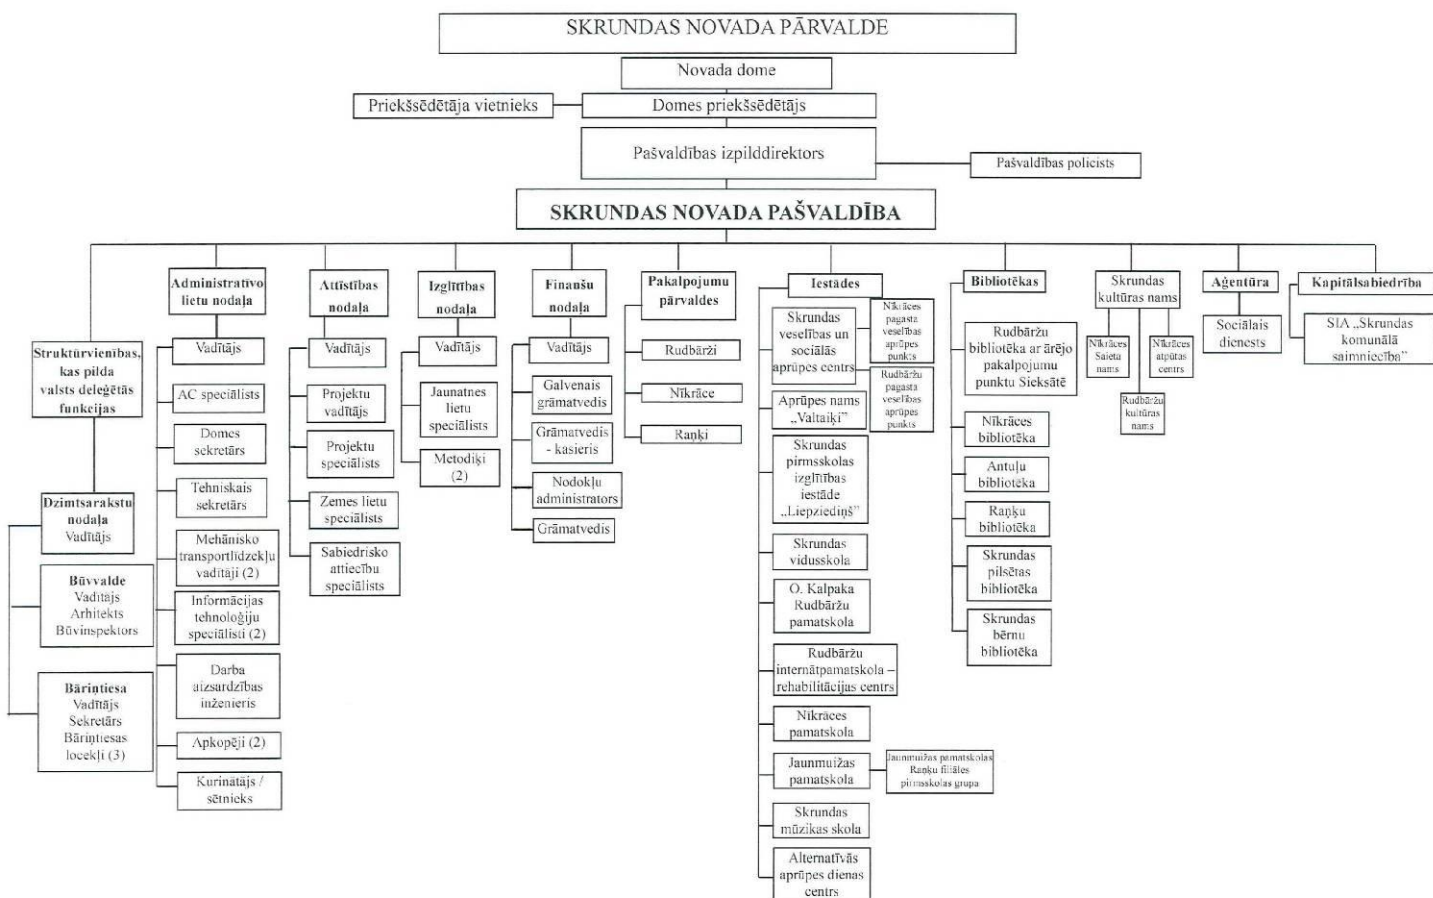 SKRUNDAS NOVADA PĀRVALDE
Novada dome
Priekšsēdētāja vietnieks
Domes priekšsēdētājs
Pašvaldības izpilddirektors
Pašvaldības policists
SKRUNDAS NOVADA PAŠVALDĪBA
Struktūrvienības,
kas pilda
valsts deleģētās
funkcijas
Dzimtsarakstu
nodaļa
Vadītājs
Būvvalde
Vadītājs
Arhitekts
Būvinspektors
Bāriņtiesa
Vadītājs
Sekretārs
Bāriņtiesas
locekļi (3)
Administratīvo
lietu nodaļa
Vadītājs
AC speciālists
Domes
sekretārs
Tehniskais
sekretārs
Mehānisko
transportlīdzekļu
vadītāji (2)
Informācijas
tehnoloģiju
speciālisti (2)
Darba
aizsardzības
inženieris
Apkopēji (2)
Kurinātājs /
sētnieks
Attīstības
nodaļa
Vadītājs
Projektu
vadītājs
Projektu
speciālists
Zemes lietu
speciālists
Sabiedrisko
attiecību
speciālists
Izglītības
nodaļa
Vadītājs
Jaunatnes
lietu
speciālists
Metodiķi (2)
Finanšu
nodaļa
Vadītājs
Galvenais
grāmatvedis
Grāmatvedis
- kasieris
Nodokļu
administrators
Grāmatvedis
Pakalpojumu
pārvaldes
Rudbārži
Nīkrāce
Raņķi
Iestādes
Skrundas
veselības un
sociālās
aprūpes centrs
Nīkrāces
pagasta
veselības
aprūpes
punkts
Rudbāržu
pagasta
veselības
aprūpes
punkts
Aprūpes nams
„Valtaiķi”
Skrundas
pirmsskolas
izglītības
iestāde
„Liepziediņš”
Skrundas
vidusskola
O. Kalpaka
Rudbāržu
pamatskola
Rudbāržu
internātpamatskola –
rehabilitācijas centrs
Nīkrāces
pamatskola
Jaunmuižas
pamatskola
Jaunmuižas pamatskolas
Raņķu filiāles
pirmsskolas grupa
Skrundas
mūzikas skola
Alternatīvās
aprūpes dienas
centrs
Bibliotēkas
Rudbāržu
bibliotēka ar ārējo
pakalpojumu
punktu Sieksātē
Nīkrāces
bibliotēka
Antuļu
bibliotēka
Raņķu
bibliotēka
Skrundas
pilsētas
bibliotēka
Skrundas
bērnu
bibliotēka
Skrundas
kultūras nams
Nīkrāces
Saieta
nams
Rudbāržu
kultūras
nams
Nīkrāces
atpūtas
centrs
Aģentūra
Sociālais
dienests
Kapitālsabiedrība
SIA „Skrundas
komunālā
saimniecība”